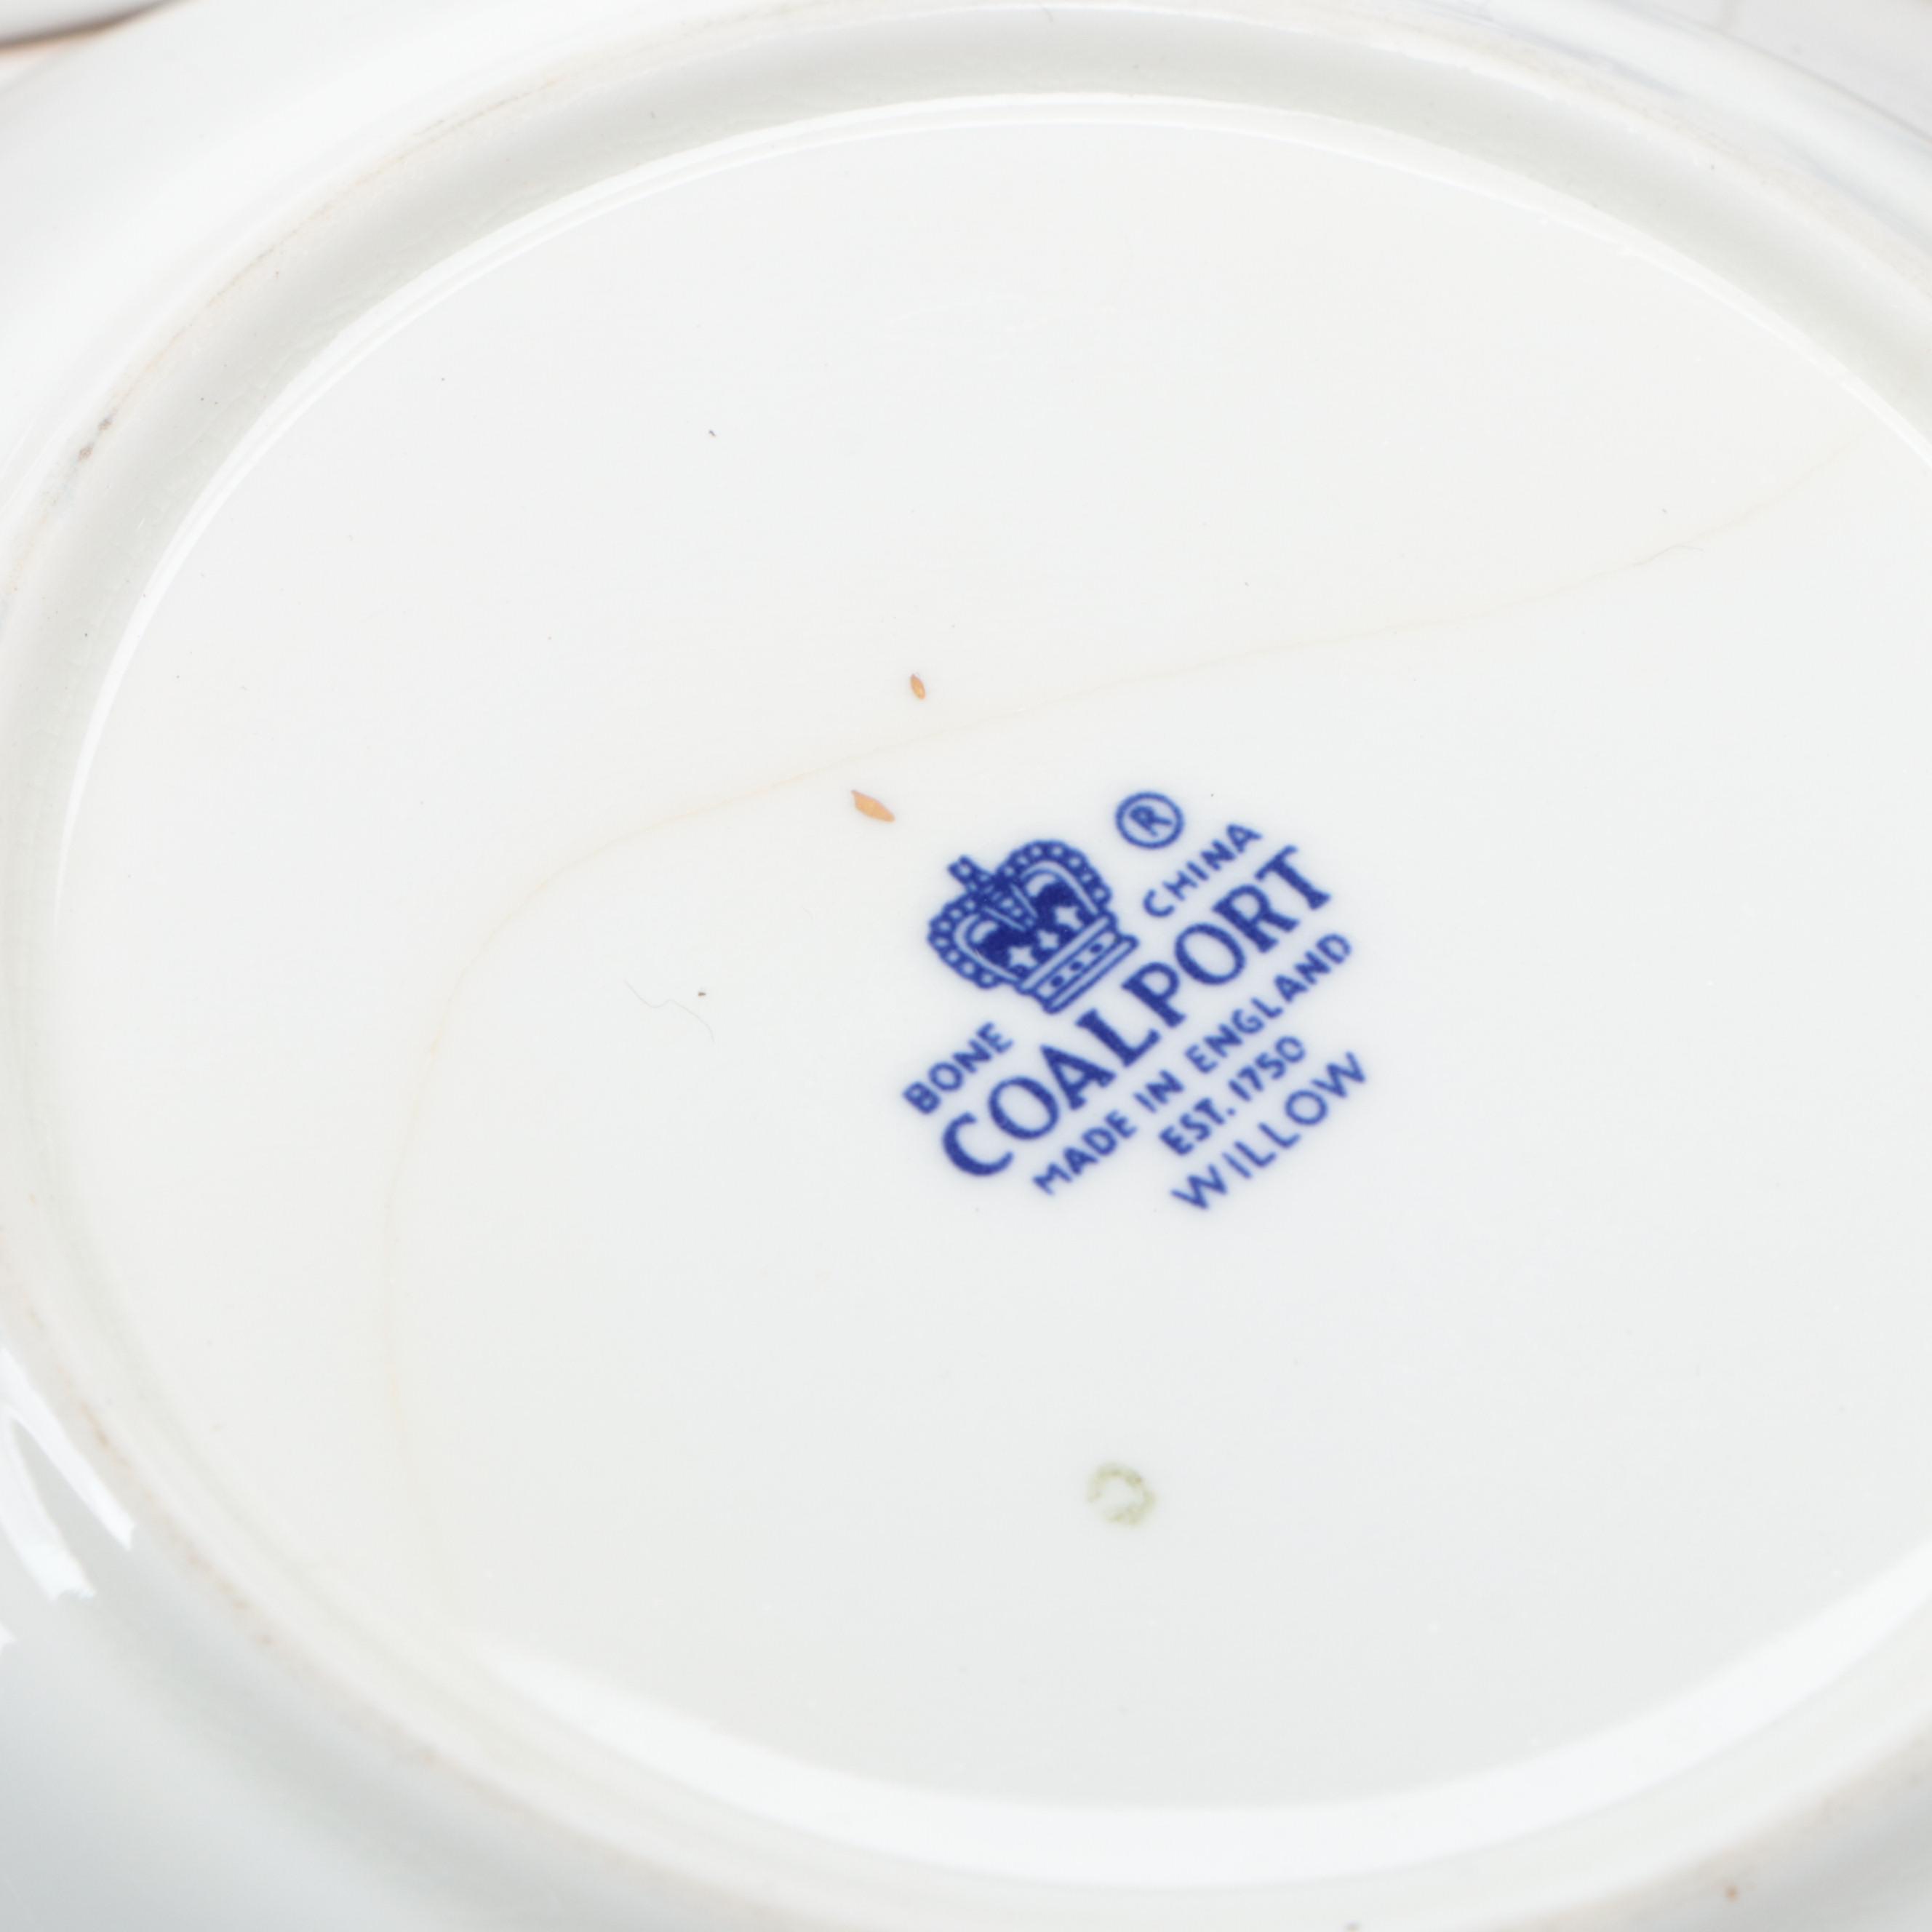 ®
BONE CHINA
COALPORT
MADE IN ENGLAND
EST. 1750
WILLOW